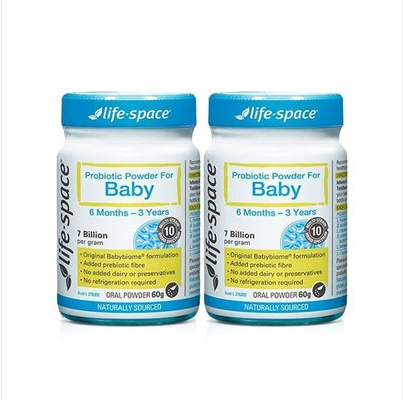 life-space
life-space
life-space
Probiotic Powder For
Baby
6 Months – 3 Years
7 Billion
per gram
10
• Original Babybiome® formulation
• Added prebiotic fibre
• No added dairy or preservatives
• No refrigeration required
ORAL POWDER 60g
NATURALLY SOURCED
life-space
Probiotic Powder For
Baby
6 Months – 3 Years
7 Billion
per gram
10
• Original Babybiome® formulation
• Added prebiotic fibre
• No added dairy or preservatives
• No refrigeration required
ORAL POWDER 60g
NATURALLY SOURCED